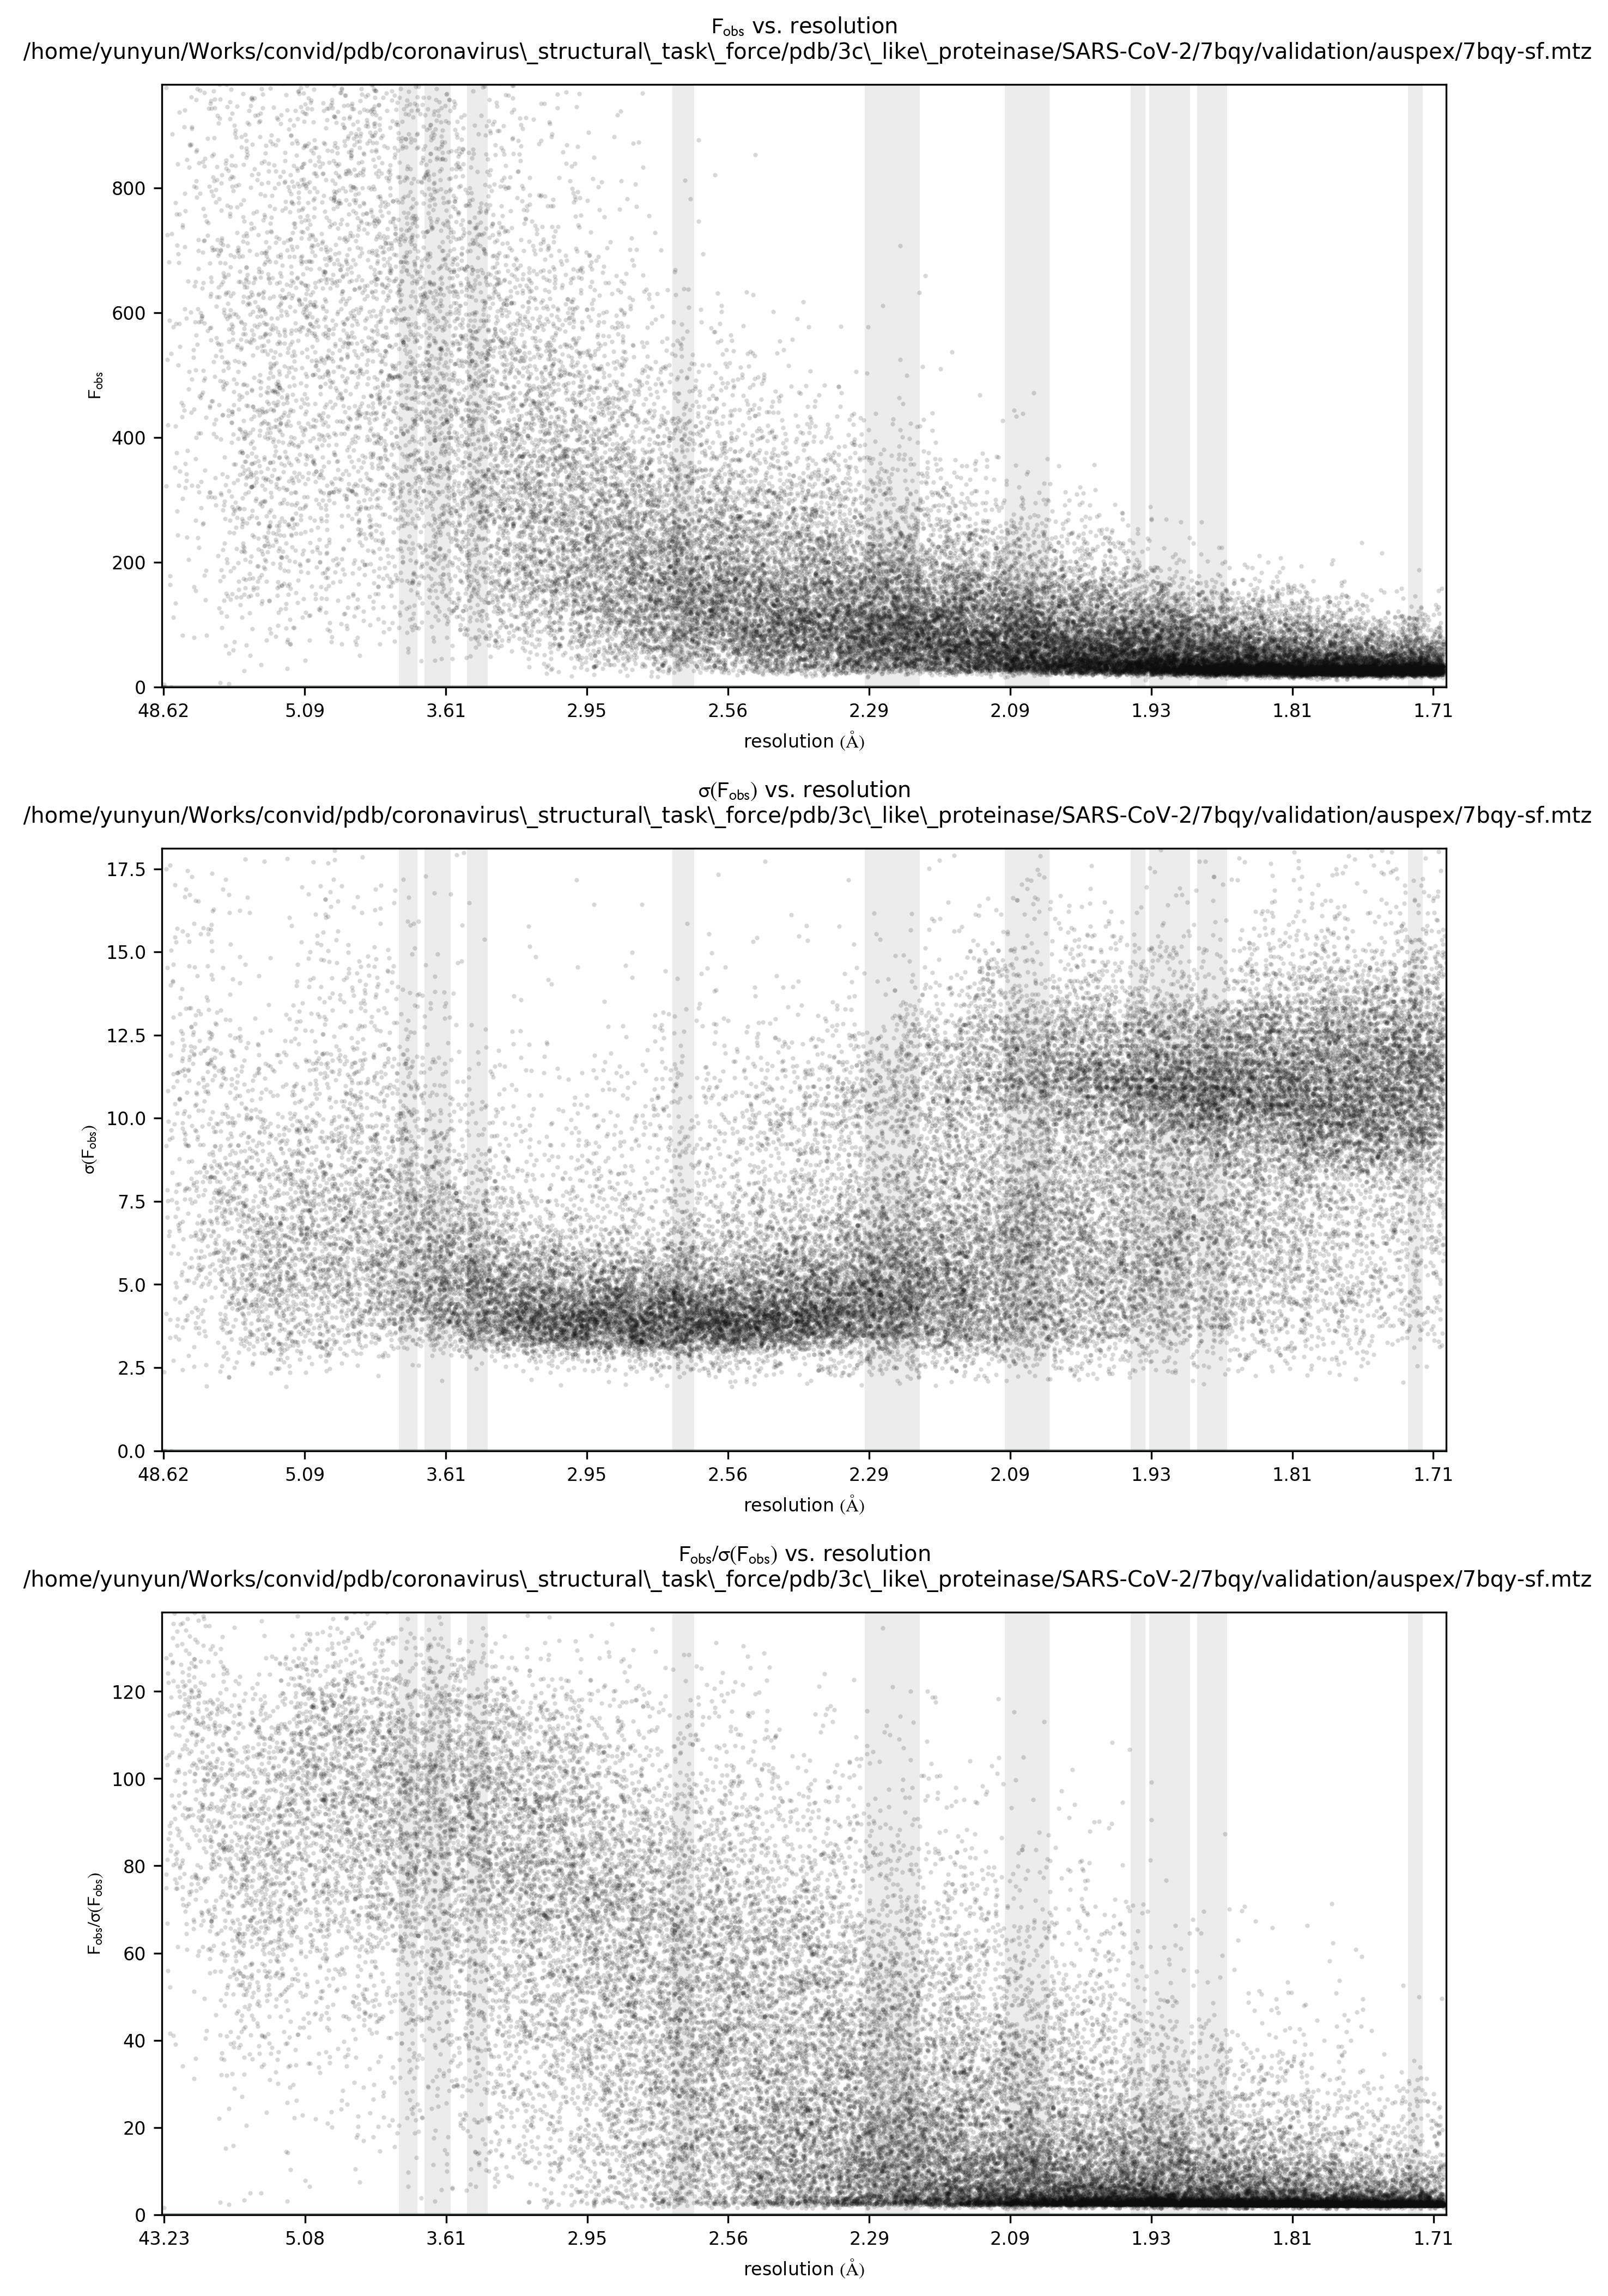 Fobs vs. resolution
/home/yunyun/Works/convid/pdb/coronavirus\_structural\_task\_force/pdb/3c\_like\_proteinase/SARS-CoV-2/7bqy/validation/auspex/7bqy-sf.mtz
800
600
400
200
0
Fobs
48.62 5.09 3.61 2.95 2.56 2.29 2.09 1.93 1.81 1.71
resolution (Å)
σ(Fobs) vs. resolution
/home/yunyun/Works/convid/pdb/coronavirus\_structural\_task\_force/pdb/3c\_like\_proteinase/SARS-CoV-2/7bqy/validation/auspex/7bqy-sf.mtz
17.5
15.0
12.5
10.0
7.5
5.0
2.5
0.0
σ(Fobs)
48.62 5.09 3.61 2.95 2.56 2.29 2.09 1.93 1.81 1.71
resolution (Å)
Fobs/σ(Fobs) vs. resolution
/home/yunyun/Works/convid/pdb/coronavirus\_structural\_task\_force/pdb/3c\_like\_proteinase/SARS-CoV-2/7bqy/validation/auspex/7bqy-sf.mtz
120
100
80
60
40
20
0
Fobs/σ(Fobs)
43.23 5.08 3.61 2.95 2.56 2.29 2.09 1.93 1.81 1.71
resolution (Å)